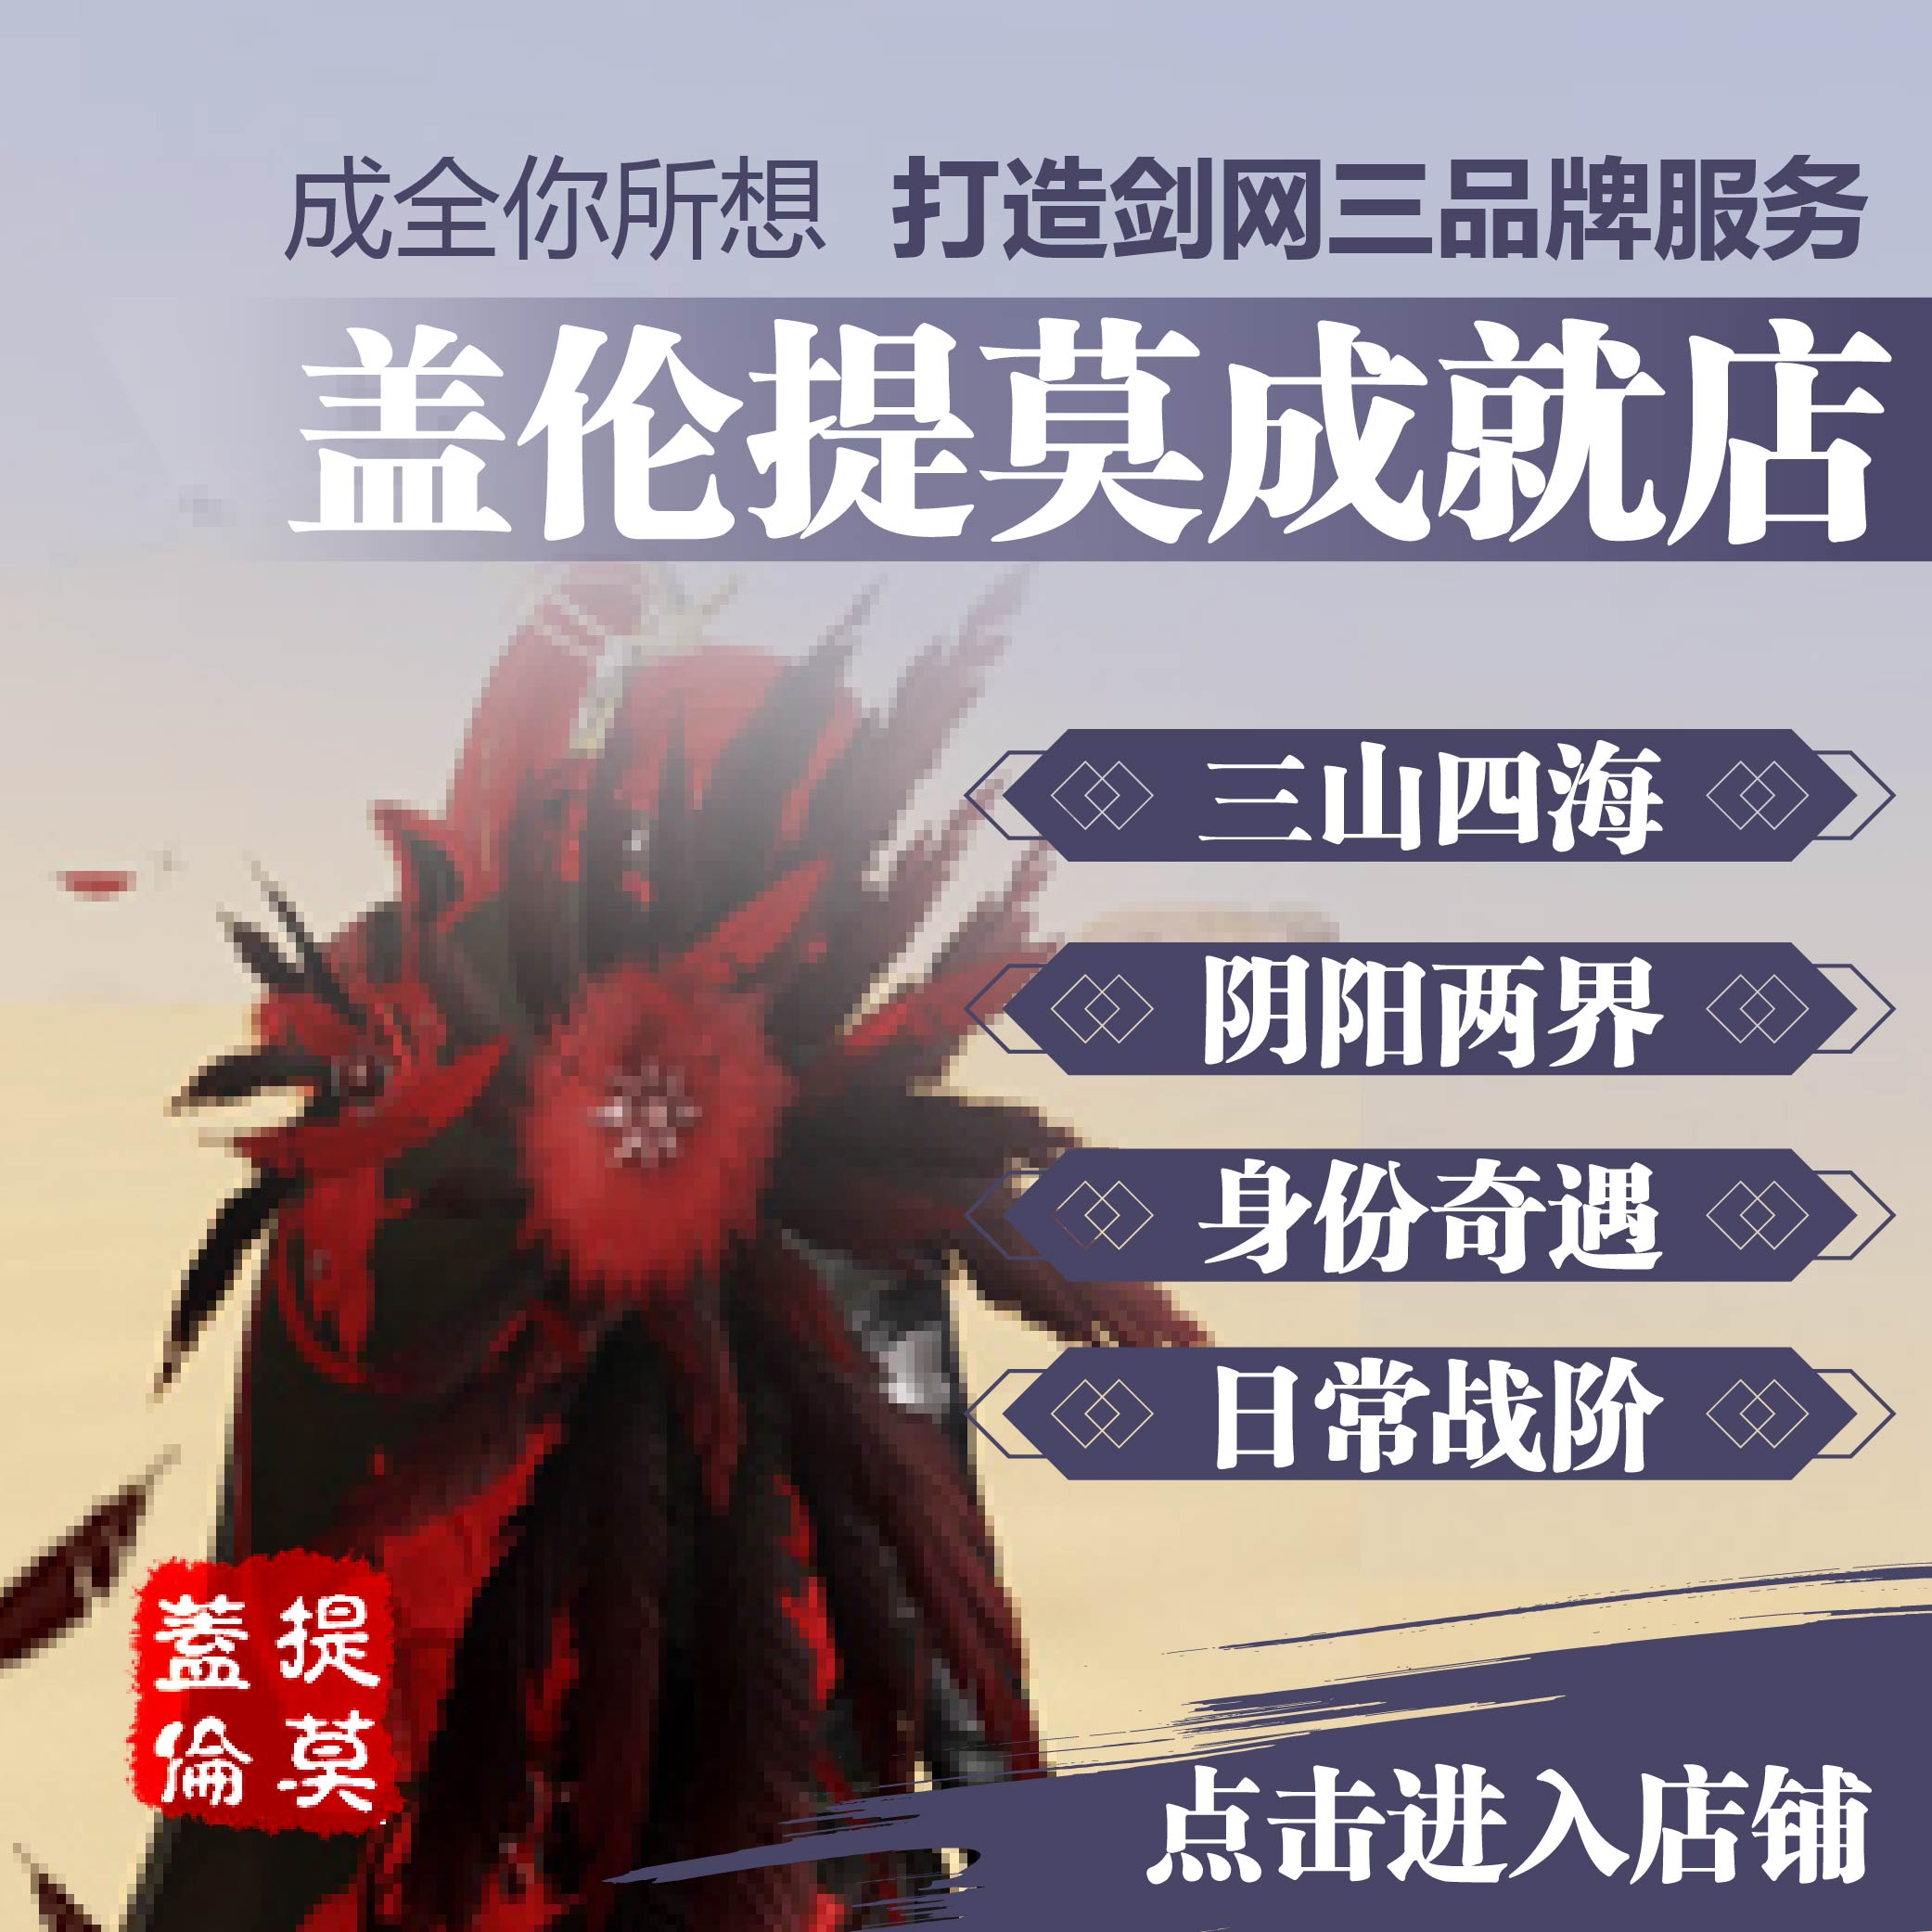 成全你所想 打造剑网三品牌服务
盖伦提莫成就店
三山四海
阴阳两界
身份奇遇
日常战阶
蓋提
倫莫
点击进入店铺